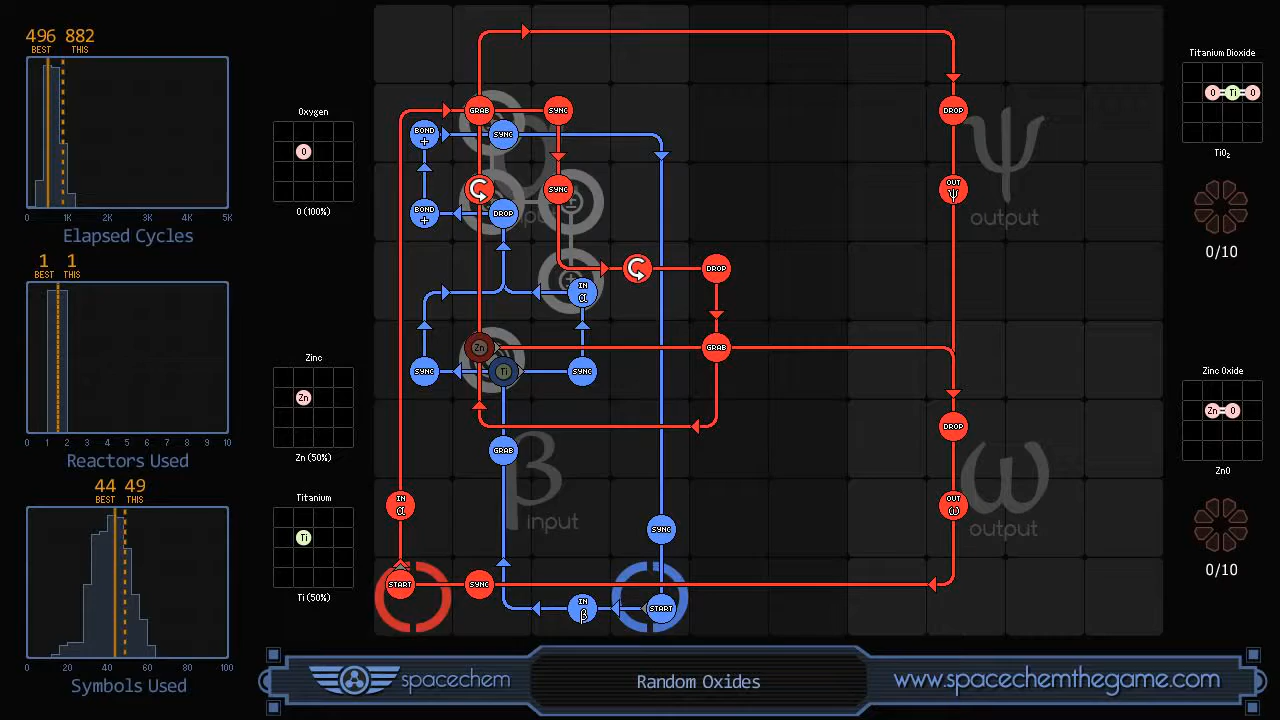 496 882
BEST THIS
0 1K 2K 3K 4K 5K
Elapsed Cycles
1 1
BEST THIS
0 1 2 3 4 5 6 7 8 9 10
Reactors Used
44 49
BEST THIS
0 20 40 60 80 100
Symbols Used
Oxygen
O
O (100%)
Zinc
Zn
Zn (50%)
Titanium
Ti
Ti (50%)
GRAB
SYNC
DROP
BOND
+
SYNC
SYNC
OUT
Ψ
BOND
+
DROP
DROP
IN
α
Zn
GRAB
SYNC
Ti
SYNC
DROP
GRAB
IN
α
OUT
ω
SYNC
START
SYNC
IN
β
START
input
β
input
ψ
output
ω
output
Titanium Dioxide
O=Ti=O
TiO₂
0/10
Zinc Oxide
Zn=O
ZnO
0/10
spacechem
Random Oxides
www.spacechemthegame.com